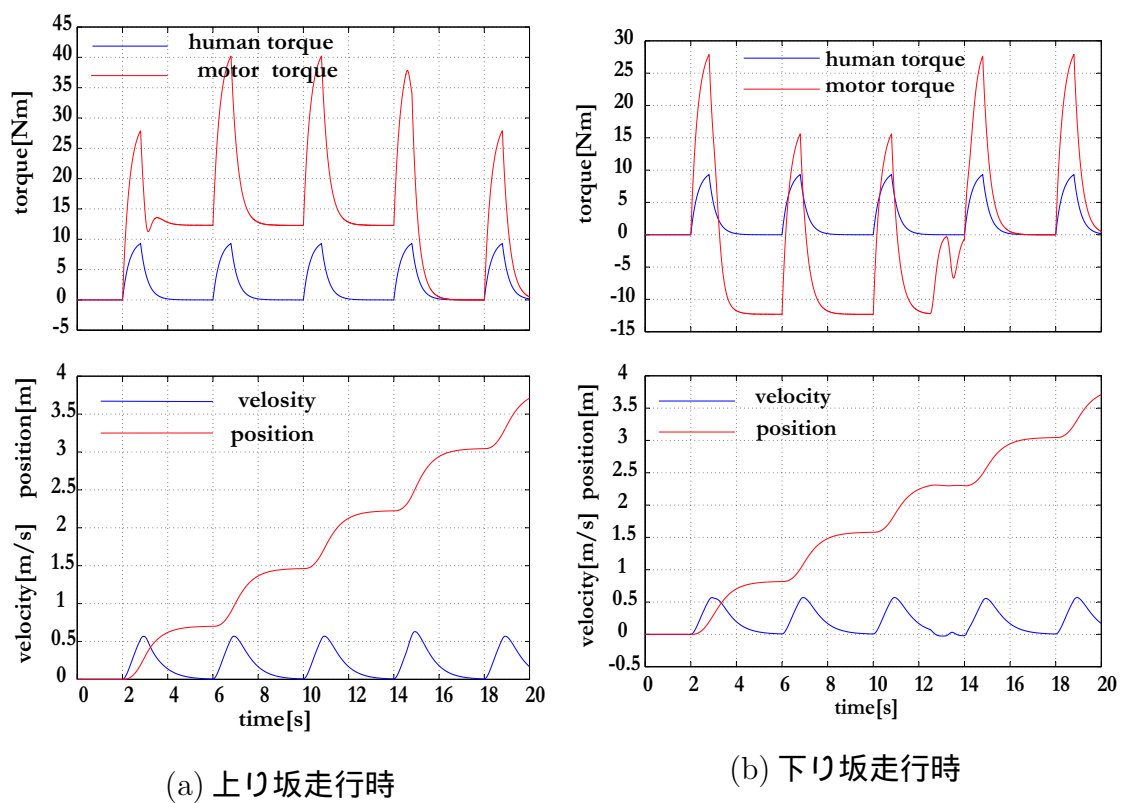 human torque
motor torque
torque[Nm]
45
40
35
30
25
20
15
10
5
0
-5
velosity
position
velocity[m/s] position[m]
4
3.5
3
2.5
2
1.5
1
0.5
0
0 2 4 6 8 10 12 14 16 18 20
time[s]
(a) 上り坂走行時
human torque
motor torque
torque[Nm]
30
25
20
15
10
5
0
-5
-10
-15
velocity
position
velocity[m/s] position[m]
4
3.5
3
2.5
2
1.5
1
0.5
0
-0.5
0 2 4 6 8 10 12 14 16 18 20
time[s]
(b) 下り坂走行時